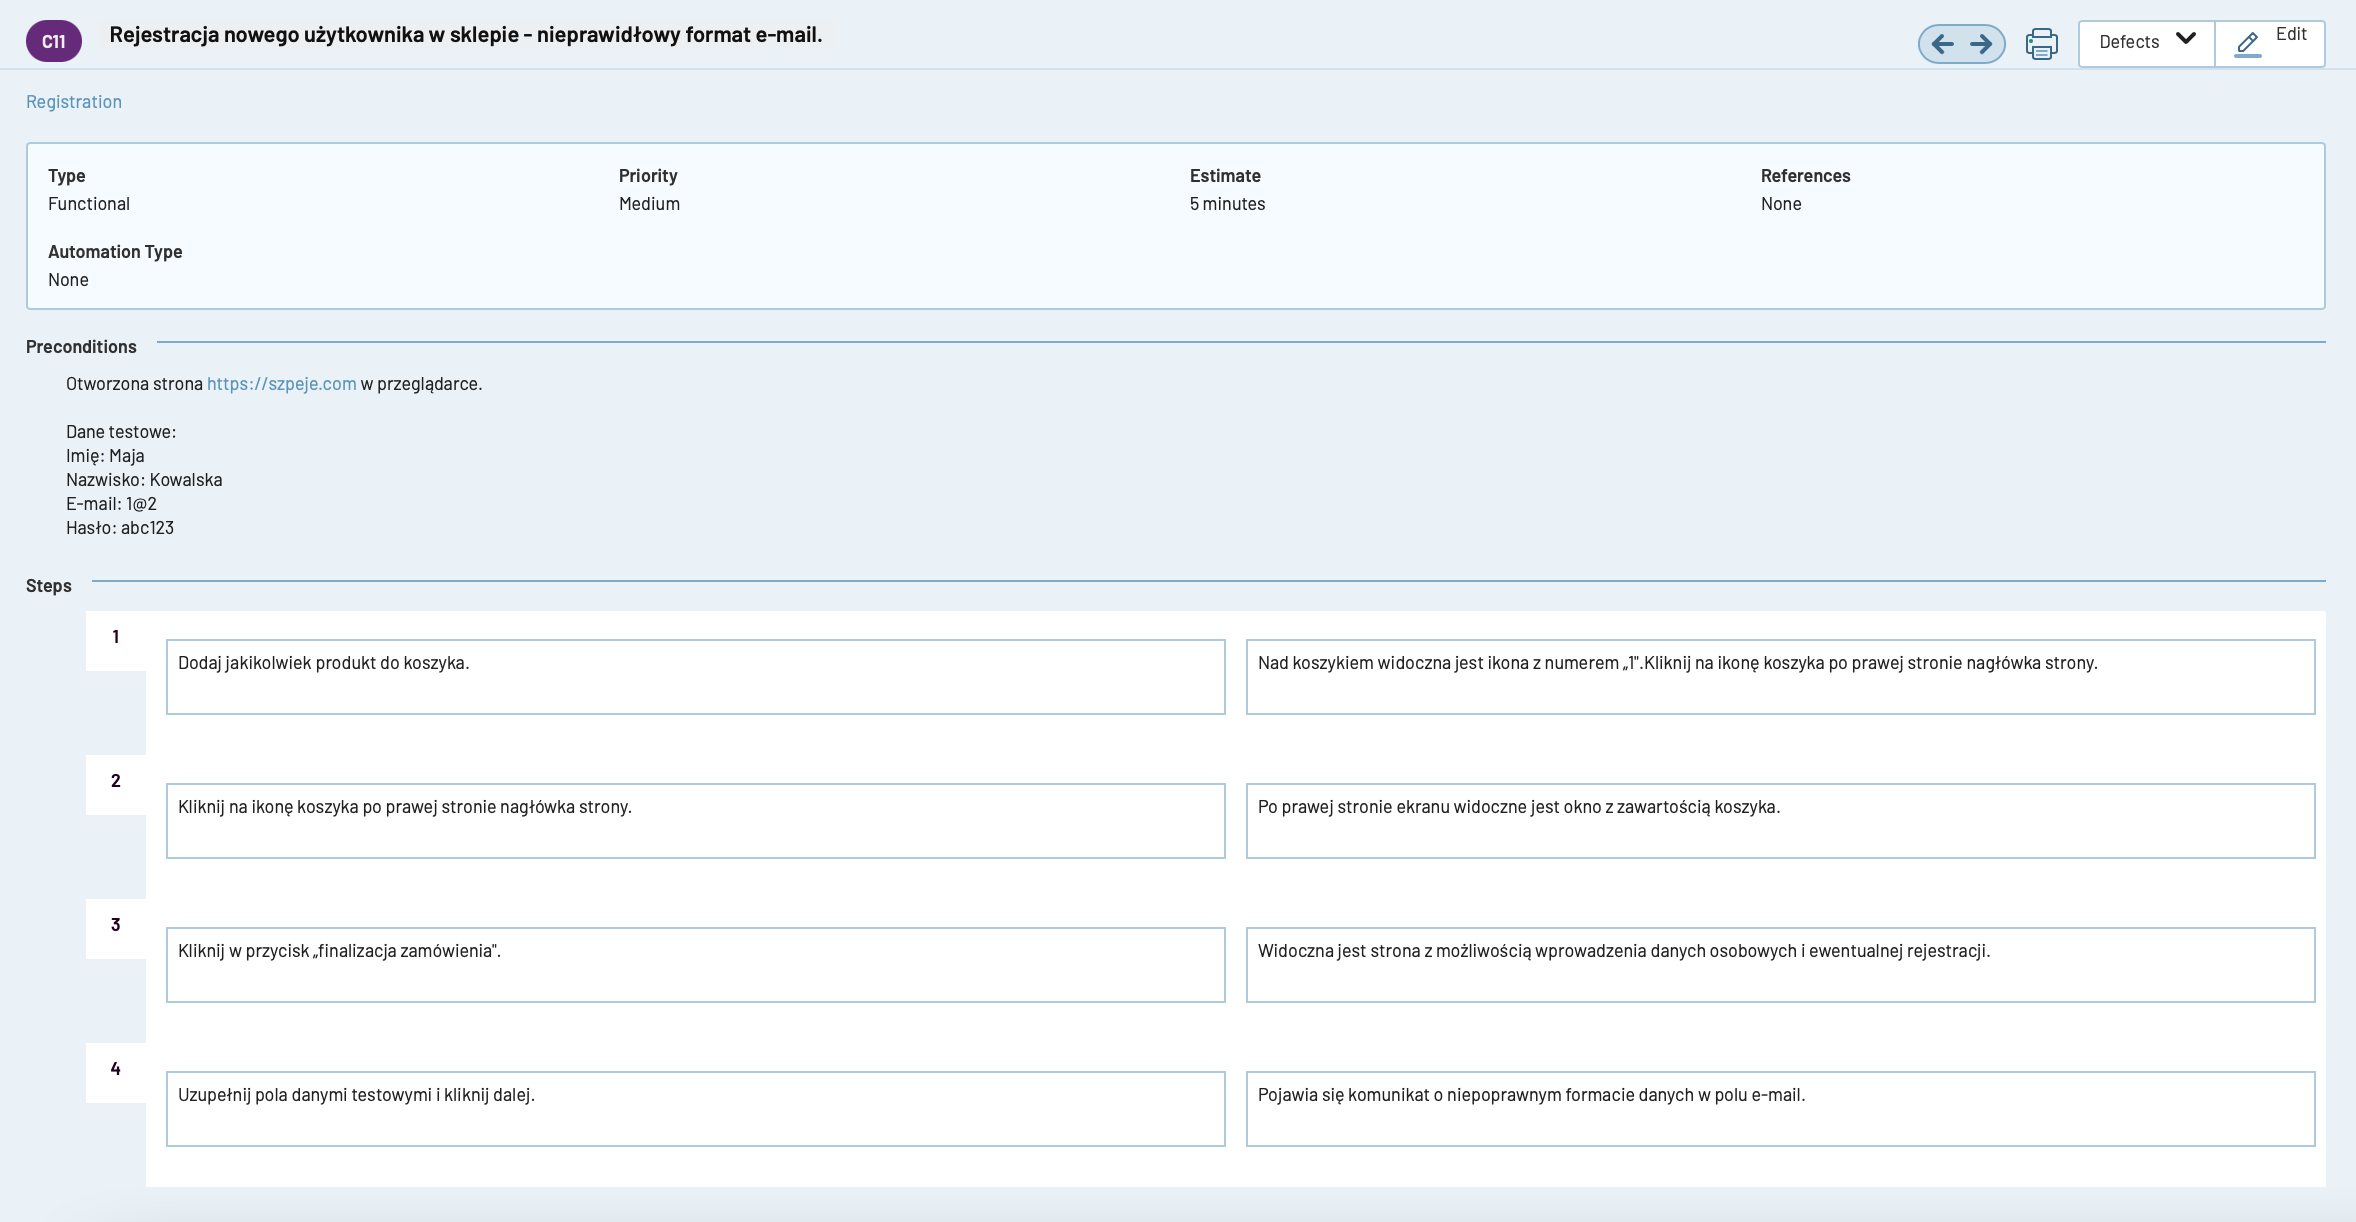 C11
Rejestracja nowego użytkownika w sklepie - nieprawidłowy format e-mail.
Defects
Edit
Registration
Type
Functional
Priority
Medium
Estimate
5 minutes
References
None
Automation Type
None
Preconditions
Otworzona strona https://szpeje.com w przeglądarce.
Dane testowe:
Imię: Maja
Nazwisko: Kowalska
E-mail: 1@2
Hasło: abc123
Steps
1
Dodaj jakikolwiek produkt do koszyka.
Nad koszykiem widoczna jest ikona z numerem „1".Kliknij na ikonę koszyka po prawej stronie nagłówka strony.
2
Kliknij na ikonę koszyka po prawej stronie nagłówka strony.
Po prawej stronie ekranu widoczne jest okno z zawartością koszyka.
3
Kliknij w przycisk „finalizacja zamówienia".
Widoczna jest strona z możliwością wprowadzenia danych osobowych i ewentualnej rejestracji.
4
Uzupełnij pola danymi testowymi i kliknij dalej.
Pojawia się komunikat o niepoprawnym formacie danych w polu e-mail.